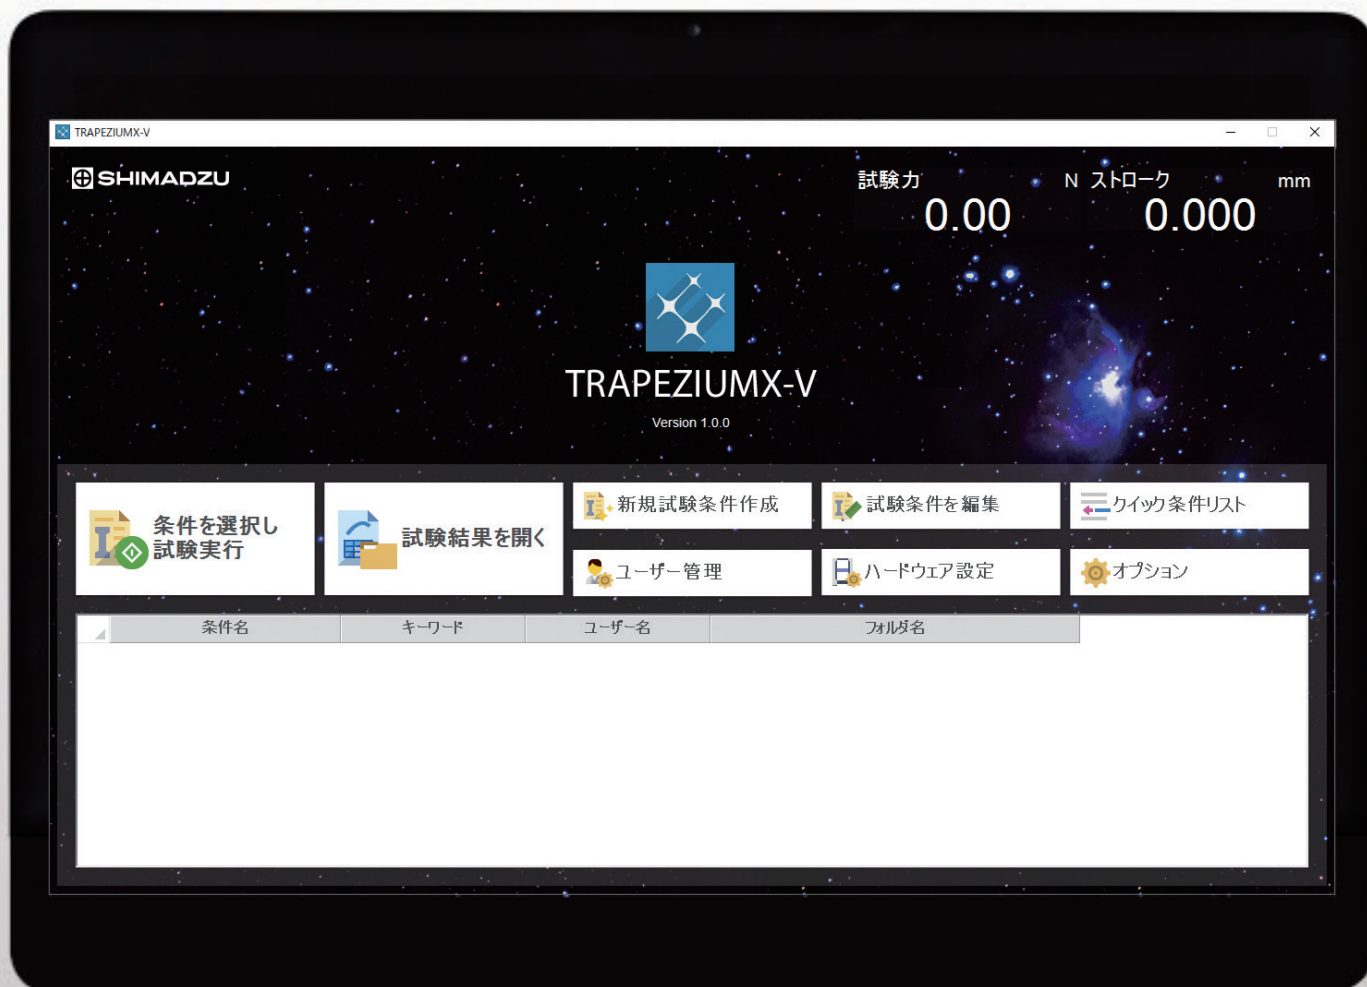 TRAPEZIUMX-V
SHIMADZU
試験力 N ストローク mm
0.00 0.000
TRAPEZIUMX-V
Version 1.0.0
条件を選択し
試験実行
試験結果を開く
新規試験条件作成
試験条件を編集
クイック条件リスト
ユーザー管理
ハードウェア設定
オプション
条件名 キーワード ユーザー名 フォルダ名